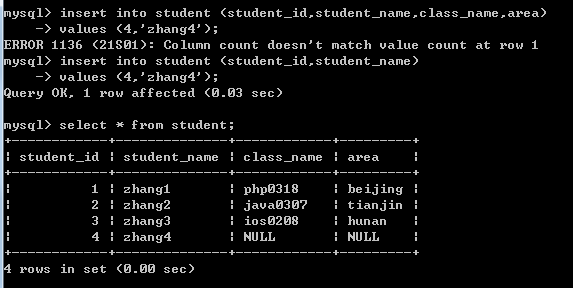 mysql> insert into student (student_id,student_name,class_name,area)
    -> values (4,'zhang4');
ERROR 1136 (21S01): Column count doesn't match value count at row 1
mysql> insert into student (student_id,student_name)
    -> values (4,'zhang4');
Query OK, 1 row affected (0.03 sec)
mysql> select * from student;
+------------+--------------+------------+---------+
| student_id | student_name | class_name | area    |
+------------+--------------+------------+---------+
|          1 | zhang1       | php0318    | beijing |
|          2 | zhang2       | java0307   | tianjin |
|          3 | zhang3       | ios0208    | hunan   |
|          4 | zhang4       | NULL       | NULL    |
+------------+--------------+------------+---------+
4 rows in set (0.00 sec)